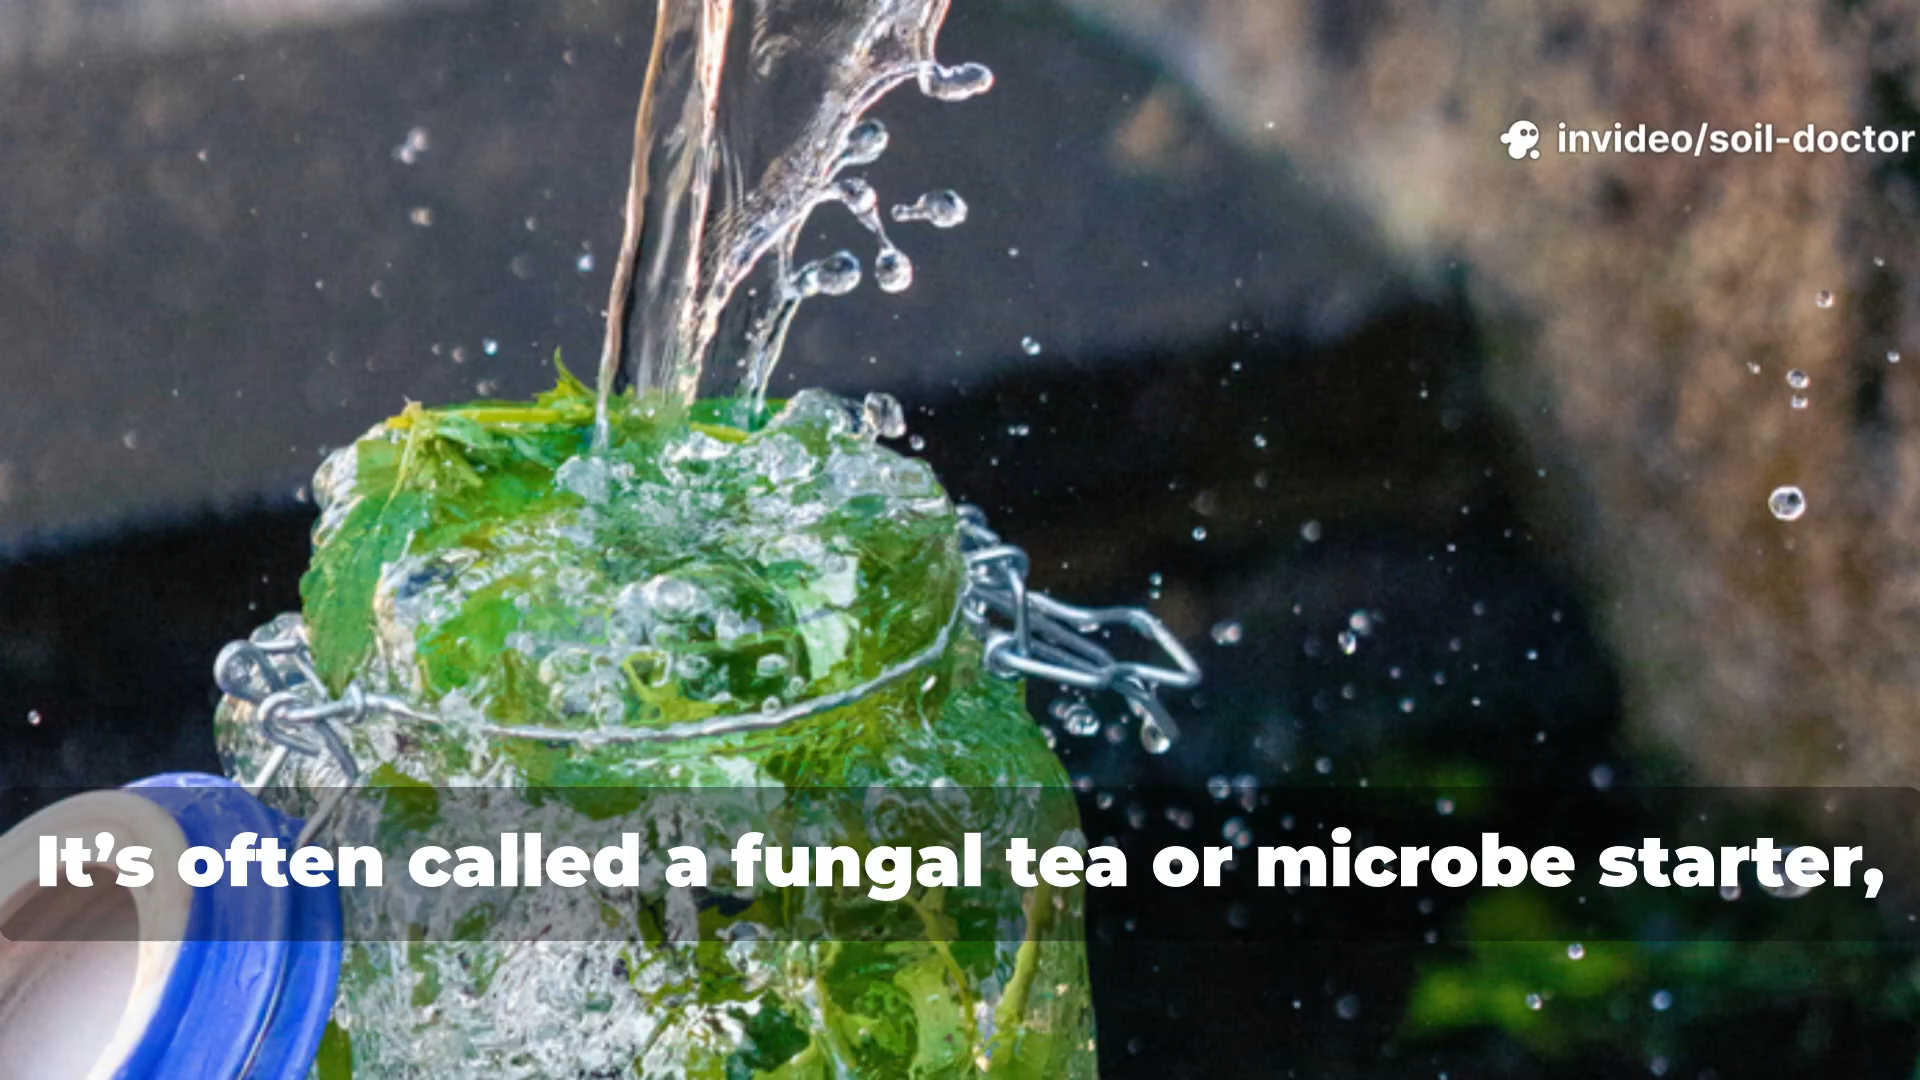 invideo/soil-doctor
It’s often called a fungal tea or microbe starter,